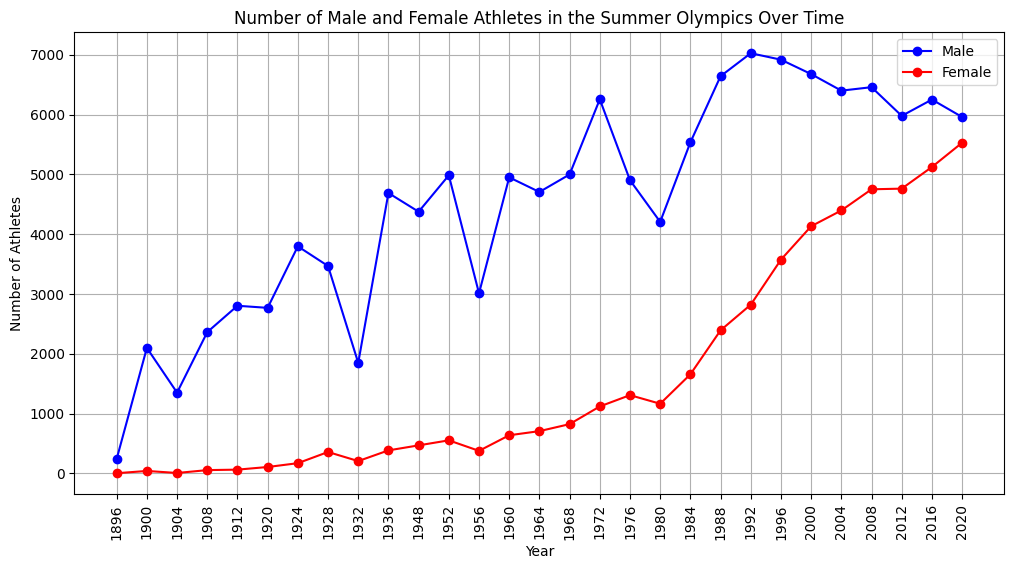 Number of Male and Female Athletes in the Summer Olympics Over Time
Male
Female
Number of Athletes
7000
6000
5000
4000
3000
2000
1000
0
1896 1900 1904 1908 1912 1920 1924 1928 1932 1936 1948 1952 1956 1960 1964 1968 1972 1976 1980 1984 1988 1992 1996 2000 2004 2008 2012 2016 2020
Year